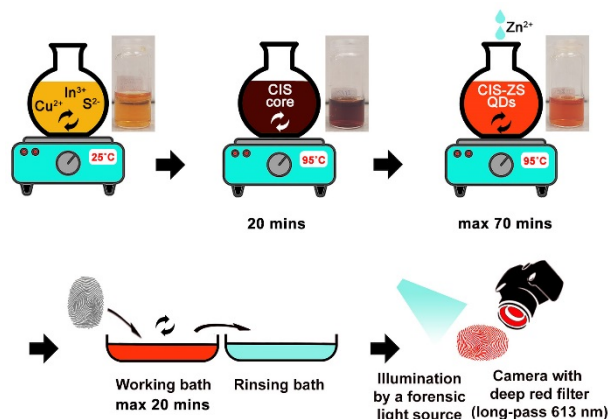 Zn²⁺
In³⁺
Cu²⁺ S²⁻
25°C
CIS
core
95°C
CIS-ZS
QDs
95°C
20 mins
max 70 mins
Working bath
max 20 mins
Rinsing bath
Illumination
by a forensic
light source
Camera with
deep red filter
(long-pass 613 nm)